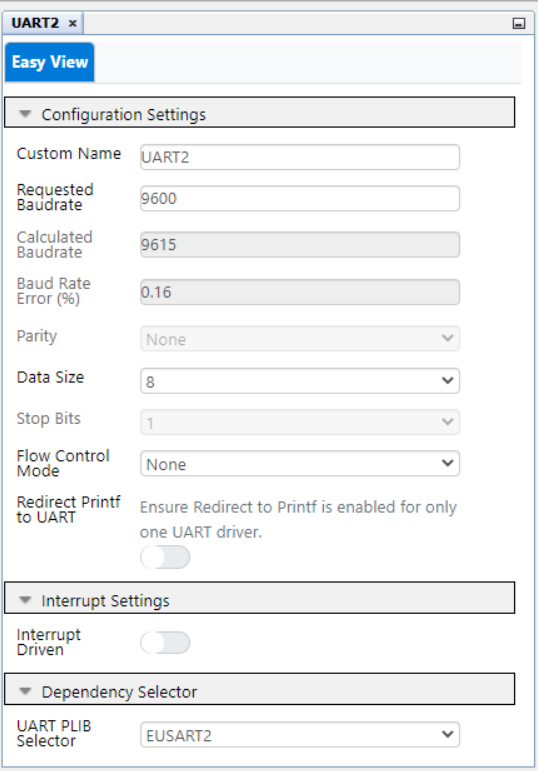 UART2 ×
Easy View
Configuration Settings
Custom Name
UART2
Requested
Baudrate
9600
Calculated
Baudrate
9615
Baud Rate
Error (%)
0.16
Parity
None
Data Size
8
Stop Bits
1
Flow Control
Mode
None
Redirect Printf
to UART
Ensure Redirect to Printf is enabled for only
one UART driver.
Interrupt Settings
Interrupt
Driven
Dependency Selector
UART PLIB
Selector
EUSART2